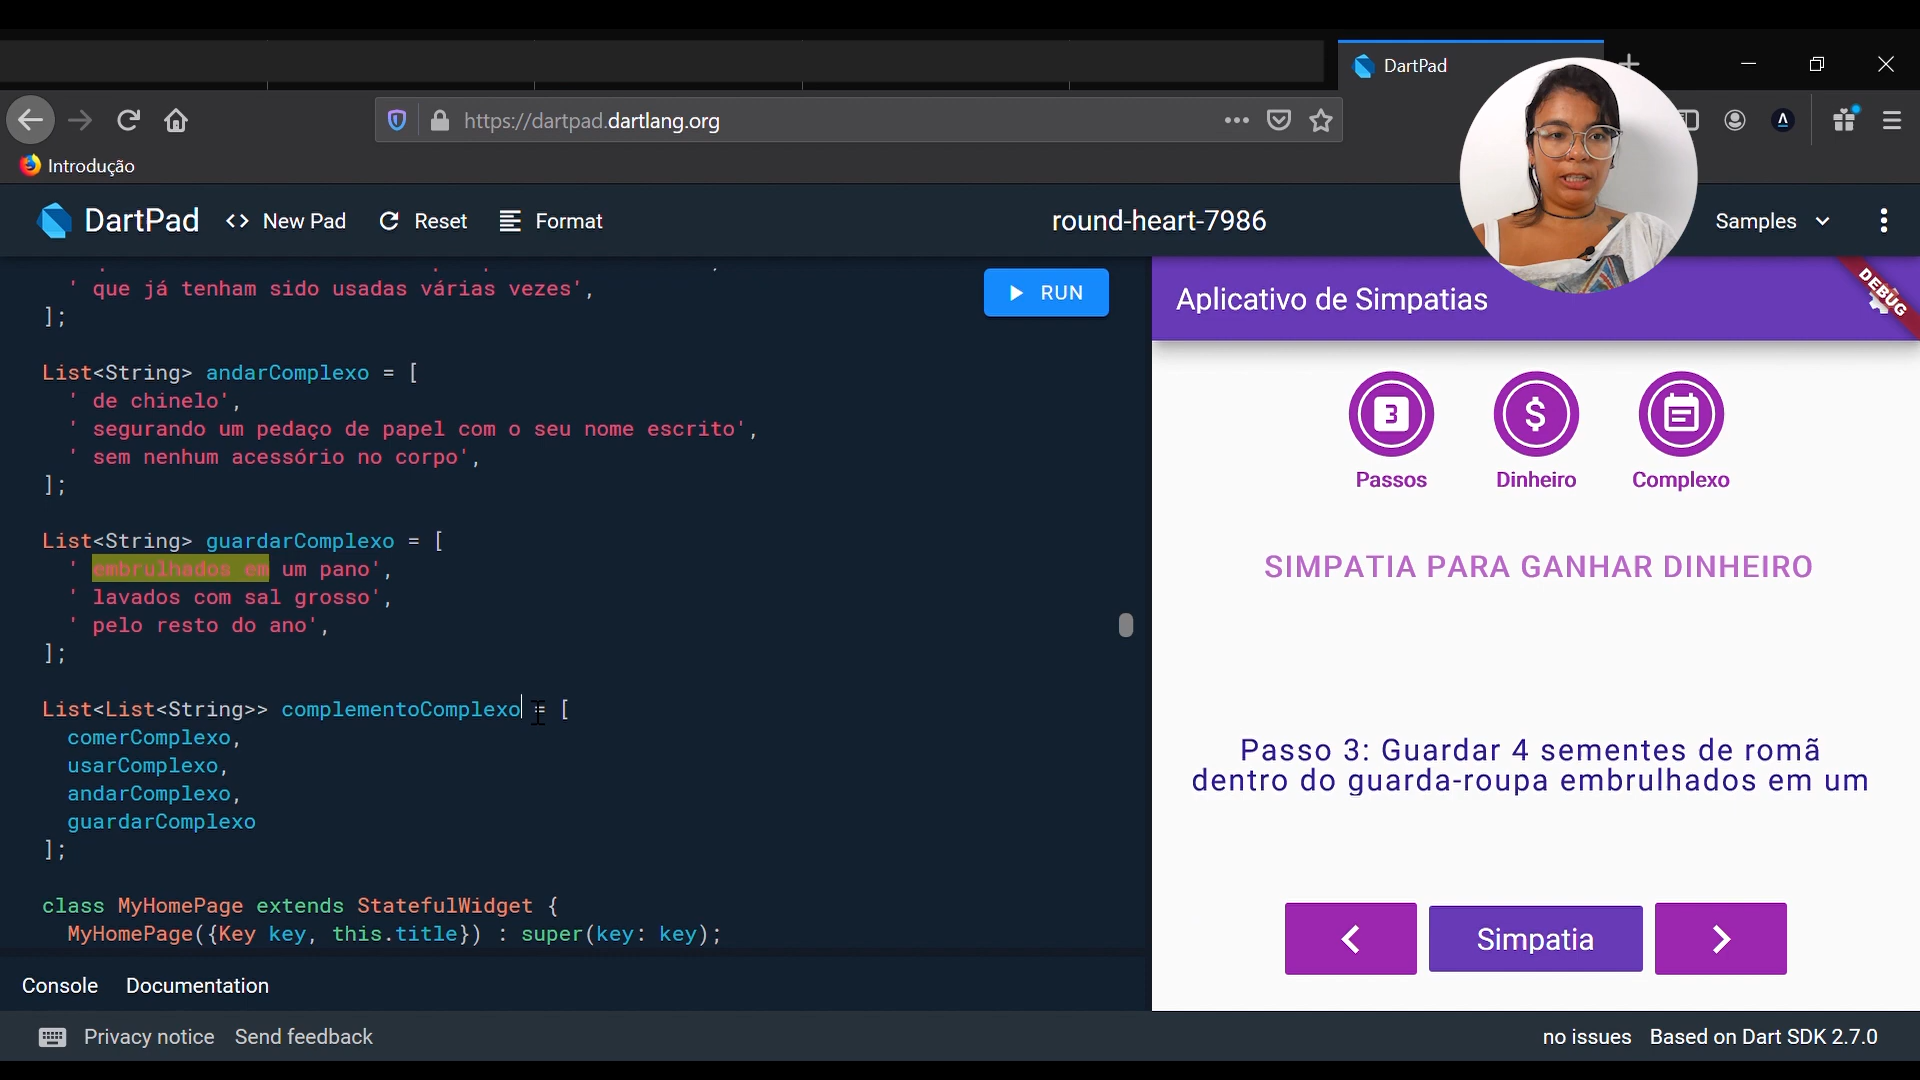 DartPad
https://dartpad.dartlang.org
Introdução
DartPad
New Pad
Reset
Format
round-heart-7986
Samples
' que já tenham sido usadas várias vezes',
];
RUN
List<String> andarComplexo = [
' de chinelo',
' segurando um pedaço de papel com o seu nome escrito',
' sem nenhum acessório no corpo',
];
List<String> guardarComplexo = [
' embrulhados em um pano',
' lavados com sal grosso',
' pelo resto do ano',
];
List<List<String>> complementoComplexo = [
comerComplexo,
usarComplexo,
andarComplexo,
guardarComplexo
];
class MyHomePage extends StatefulWidget {
MyHomePage({Key key, this.title}) : super(key: key);
Aplicativo de Simpatias
DEBUG
3
$
Passos
Dinheiro
Complexo
SIMPATIA PARA GANHAR DINHEIRO
Passo 3: Guardar 4 sementes de romã
dentro do guarda-roupa embrulhados em um
Simpatia
Console
Documentation
Privacy notice
Send feedback
no issues
Based on Dart SDK 2.7.0